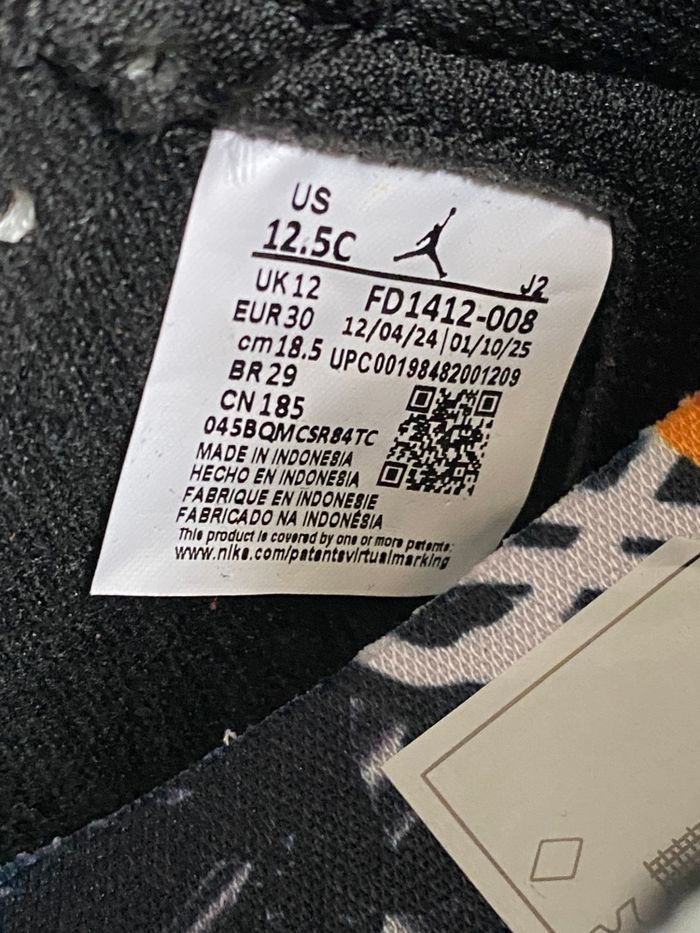 US
12.5C
J2
UK 12
FD1412-008
EUR 30
12/04/24 | 01/10/25
cm 18.5
UPC00198482001209
BR 29
CN 185
045BQMCSR84TC
MADE IN INDONESIA
HECHO EN INDONESIA
FABRIQUE EN INDONESIE
FABRICADO NA INDONÉSIA
This product is covered by one or more patents:
www.nike.com/patentsvirtualmarking